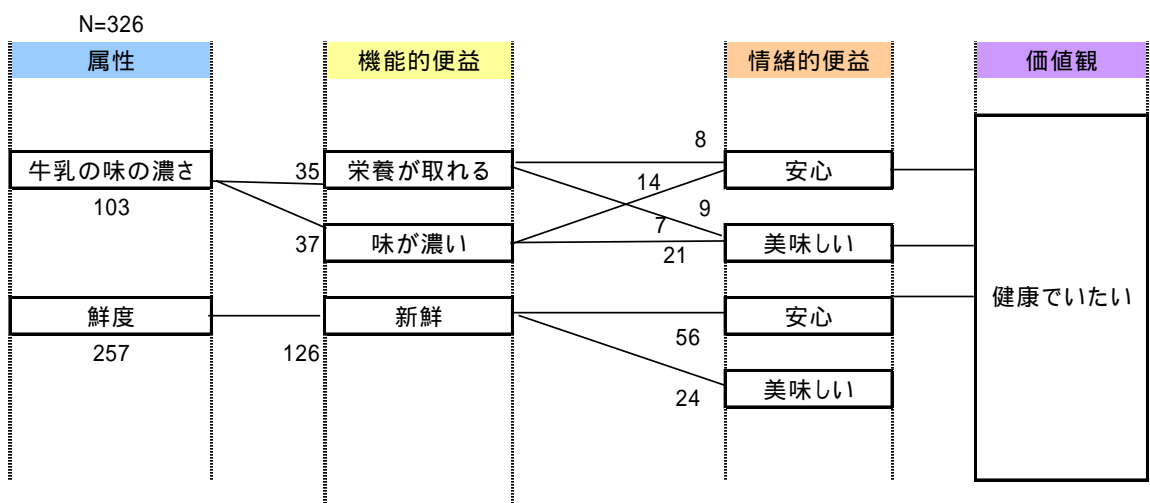 N=326
属性
機能的便益
情緒的便益
価値観
牛乳の味の濃さ
103
35
栄養が取れる
8
14
安心
37
味が濃い
9
7
21
美味しい
鮮度
257
126
新鮮
56
安心
24
美味しい
健康でいたい